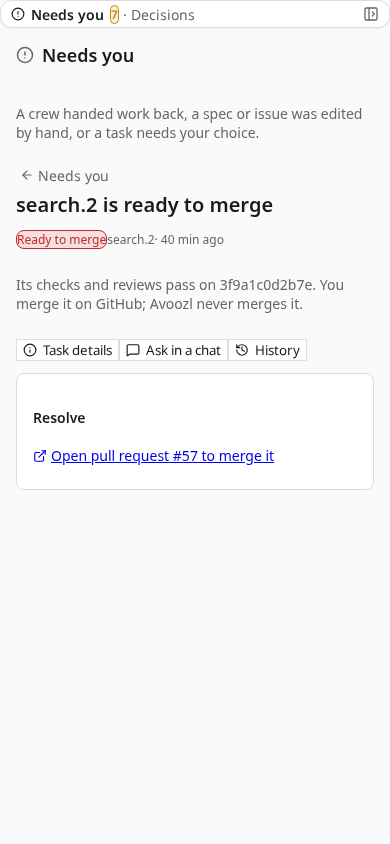 Needs you 7 · Decisions
Needs you
A crew handed work back, a spec or issue was edited
by hand, or a task needs your choice.
Needs you
search.2 is ready to merge
Ready to merge search.2 · 40 min ago
Its checks and reviews pass on 3f9a1c0d2b7e. You
merge it on GitHub; Avoozl never merges it.
Task details Ask in a chat History
Resolve
Open pull request #57 to merge it